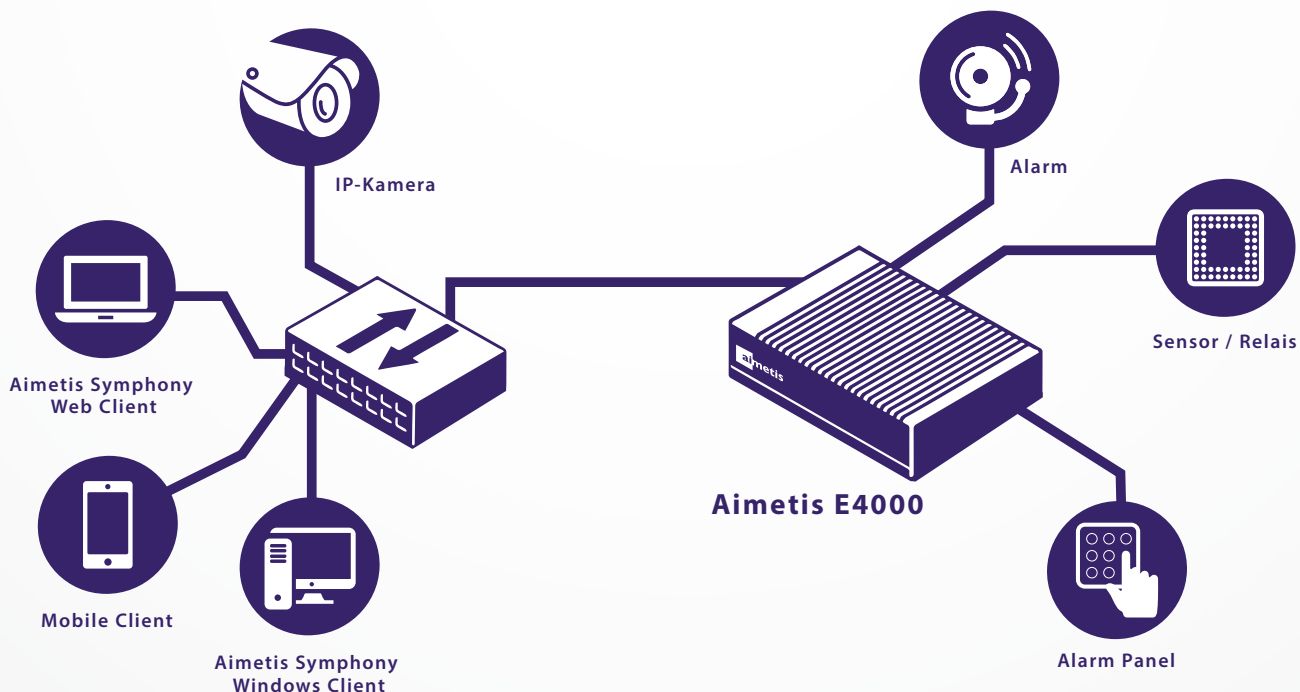 IP-Kamera
Alarm
Sensor / Relais
Aimetis Symphony
Web Client
aimetis
Aimetis E4000
Mobile Client
Aimetis Symphony
Windows Client
Alarm Panel